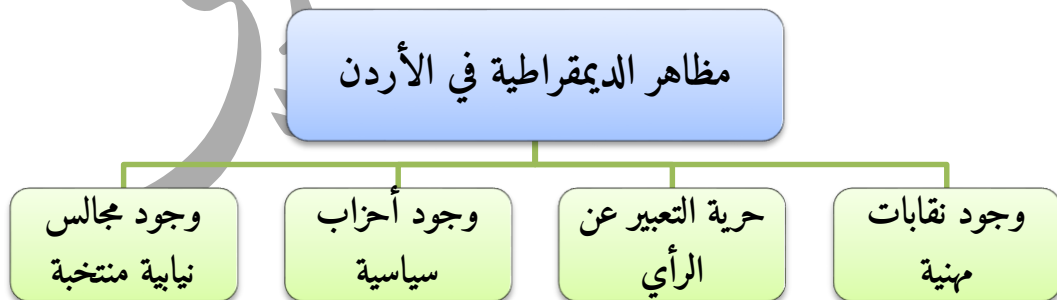 مظاهر الديمقراطية في الأردن
وجود نقابات
مهنية
حرية التعبير عن
الرأي
وجود أحزاب
سياسية
وجود مجالس
نيابية منتخبة